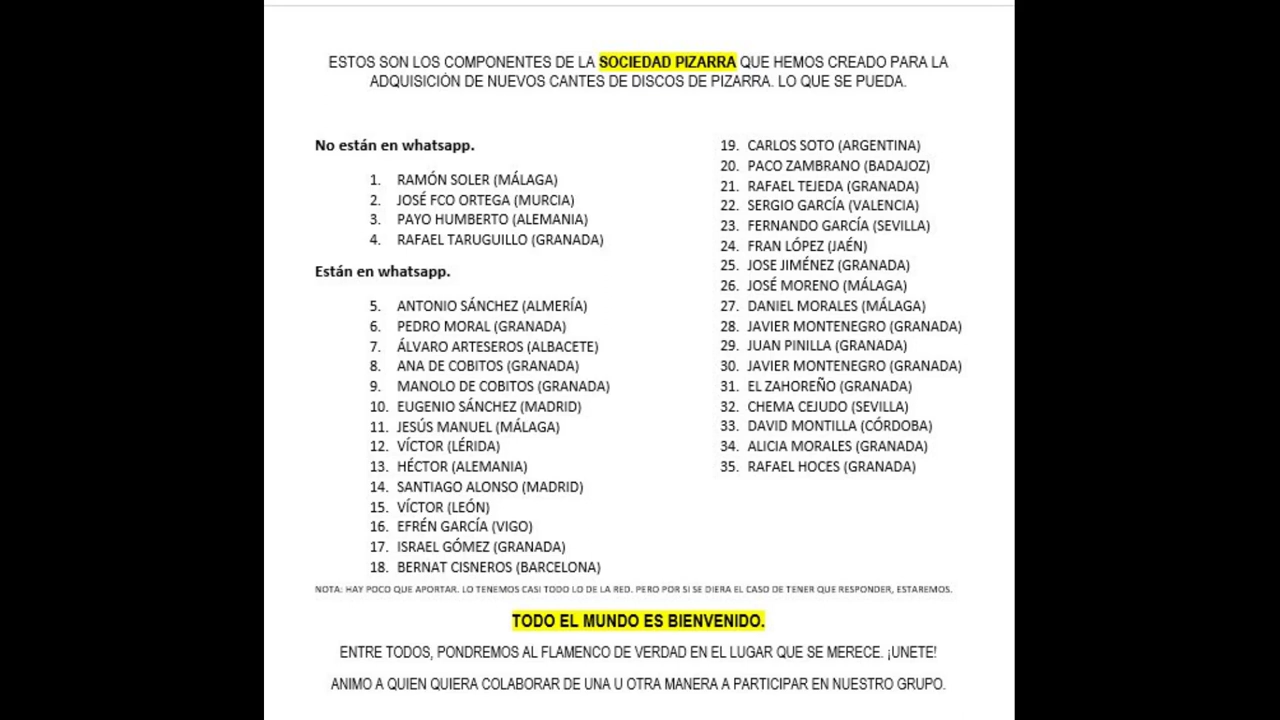 ESTOS SON LOS COMPONENTES DE LA SOCIEDAD PIZARRA QUE HEMOS CREADO PARA LA
ADQUISICIÓN DE NUEVOS CANTES DE DISCOS DE PIZARRA. LO QUE SE PUEDA.
No están en whatsapp.
1. RAMÓN SOLER (MÁLAGA)
2. JOSÉ FCO ORTEGA (MURCIA)
3. PAYO HUMBERTO (ALEMANIA)
4. RAFAEL TARUGUILLO (GRANADA)
Están en whatsapp.
5. ANTONIO SÁNCHEZ (ALMERÍA)
6. PEDRO MORAL (GRANADA)
7. ÁLVARO ARTESEROS (ALBACETE)
8. ANA DE COBITOS (GRANADA)
9. MANOLO DE COBITOS (GRANADA)
10. EUGENIO SÁNCHEZ (MADRID)
11. JESÚS MANUEL (MÁLAGA)
12. VÍCTOR (LÉRIDA)
13. HÉCTOR (ALEMANIA)
14. SANTIAGO ALONSO (MADRID)
15. VÍCTOR (LEÓN)
16. EFRÉN GARCÍA (VIGO)
17. ISRAEL GÓMEZ (GRANADA)
18. BERNAT CISNEROS (BARCELONA)
19. CARLOS SOTO (ARGENTINA)
20. PACO ZAMBRANO (BADAJOZ)
21. RAFAEL TEJEDA (GRANADA)
22. SERGIO GARCÍA (VALENCIA)
23. FERNANDO GARCÍA (SEVILLA)
24. FRAN LÓPEZ (JAÉN)
25. JOSE JIMÉNEZ (GRANADA)
26. JOSÉ MORENO (MÁLAGA)
27. DANIEL MORALES (MÁLAGA)
28. JAVIER MONTENEGRO (GRANADA)
29. JUAN PINILLA (GRANADA)
30. JAVIER MONTENEGRO (GRANADA)
31. EL ZAHOREÑO (GRANADA)
32. CHEMA CEJUDO (SEVILLA)
33. DAVID MONTILLA (CÓRDOBA)
34. ALICIA MORALES (GRANADA)
35. RAFAEL HOCES (GRANADA)
NOTA: HAY POCO QUE APORTAR. LO TENEMOS CASI TODO LO DE LA RED. PERO POR SI SE DIERA EL CASO DE TENER QUE RESPONDER, ESTAREMOS.
TODO EL MUNDO ES BIENVENIDO.
ENTRE TODOS, PONDREMOS AL FLAMENCO DE VERDAD EN EL LUGAR QUE SE MERECE. ¡UNETE!
ANIMO A QUIEN QUIERA COLABORAR DE UNA U OTRA MANERA A PARTICIPAR EN NUESTRO GRUPO.